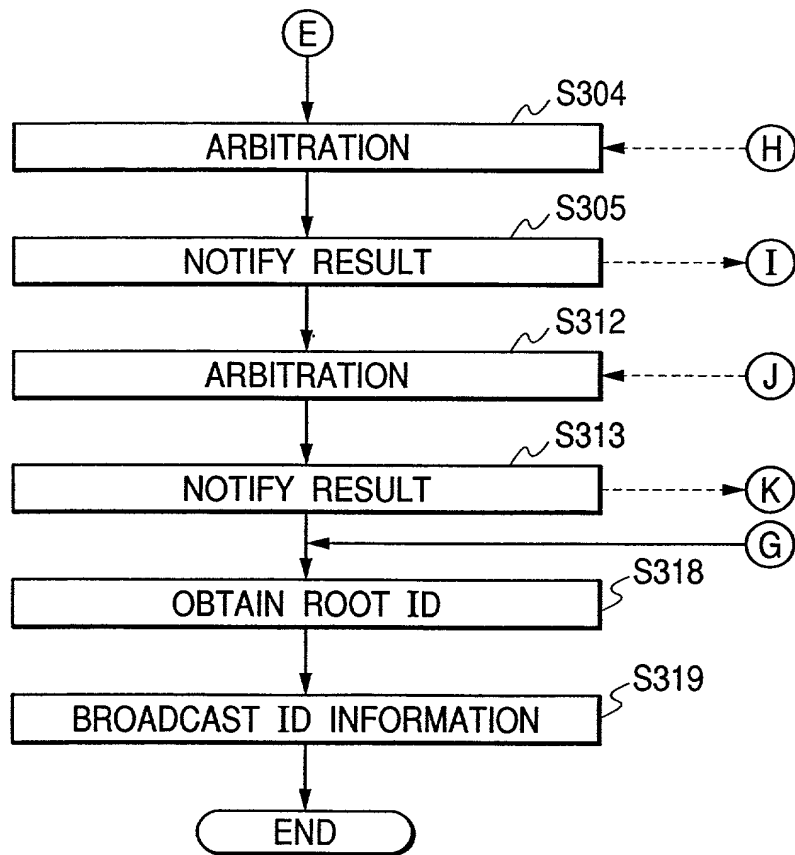 E
S304
ARBITRATION
H
S305
NOTIFY RESULT
I
S312
ARBITRATION
J
S313
NOTIFY RESULT
K
G
S318
OBTAIN ROOT ID
S319
BROADCAST ID INFORMATION
END